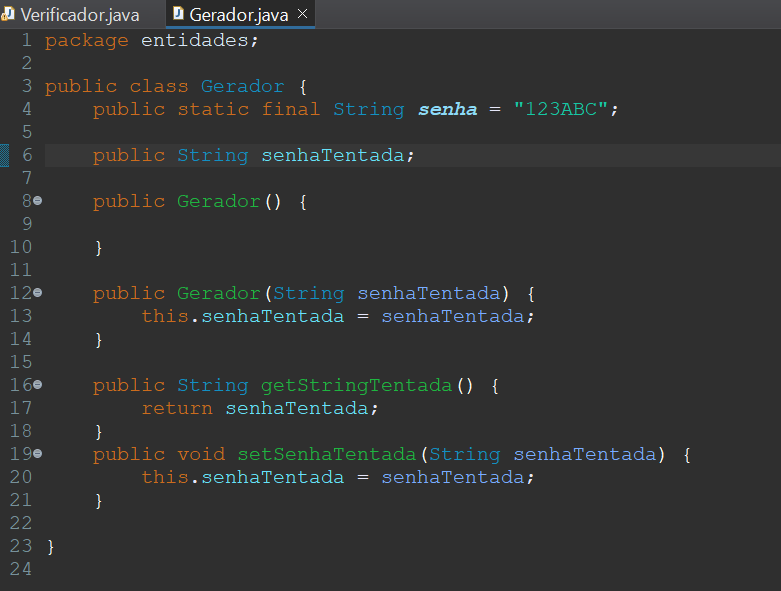 Verificador.java Gerador.java
1 package entidades;
2
3 public class Gerador {
4 public static final String senha = "123ABC";
5
6 public String senhaTentada;
7
8 public Gerador() {
9
10 }
11
12 public Gerador(String senhaTentada) {
13 this.senhaTentada = senhaTentada;
14 }
15
16 public String getStringTentada() {
17 return senhaTentada;
18 }
19 public void setSenhaTentada(String senhaTentada) {
20 this.senhaTentada = senhaTentada;
21 }
22
23 }
24